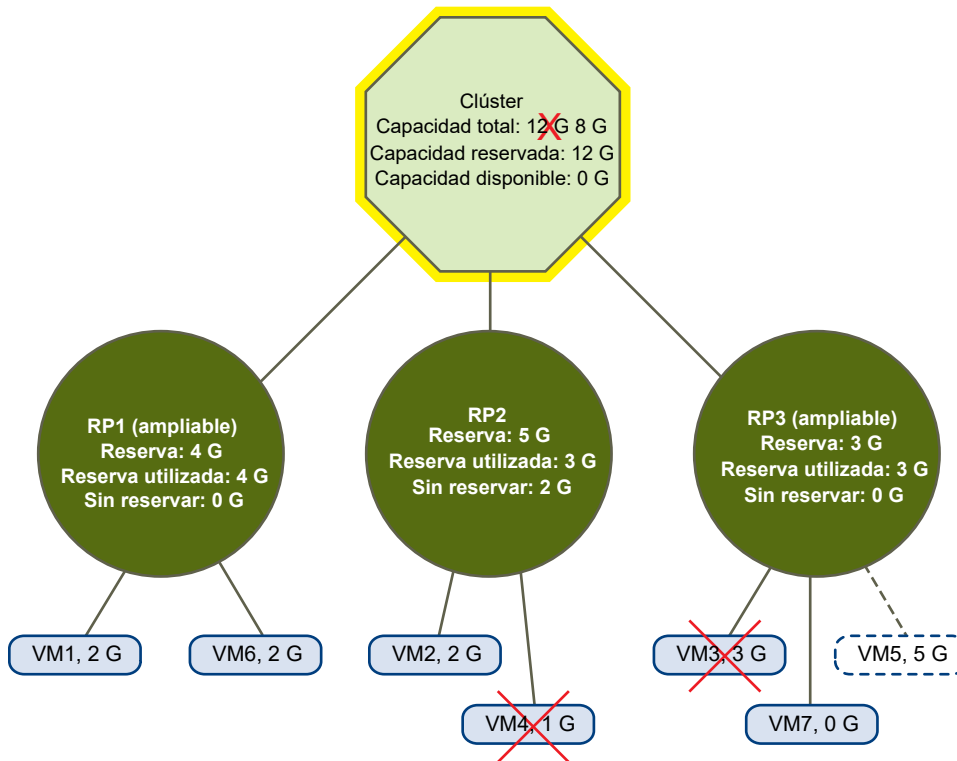 Clúster
Capacidad total: 12 G 8 G
Capacidad reservada: 12 G
Capacidad disponible: 0 G
RP1 (ampliable)
Reserva: 4 G
Reserva utilizada: 4 G
Sin reservar: 0 G
RP2
Reserva: 5 G
Reserva utilizada: 3 G
Sin reservar: 2 G
RP3 (ampliable)
Reserva: 3 G
Reserva utilizada: 3 G
Sin reservar: 0 G
VM1, 2 G
VM6, 2 G
VM2, 2 G
VM3, 3 G
VM5, 5 G
VM4, 1 G
VM7, 0 G